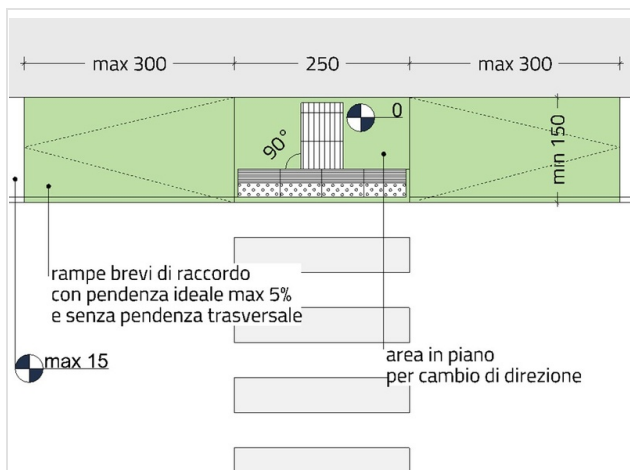 max 300
250
max 300
0
90°
min 150
rampe brevi di raccordo
con pendenza ideale max 5%
e senza pendenza trasversale
max 15
area in piano
per cambio di direzione